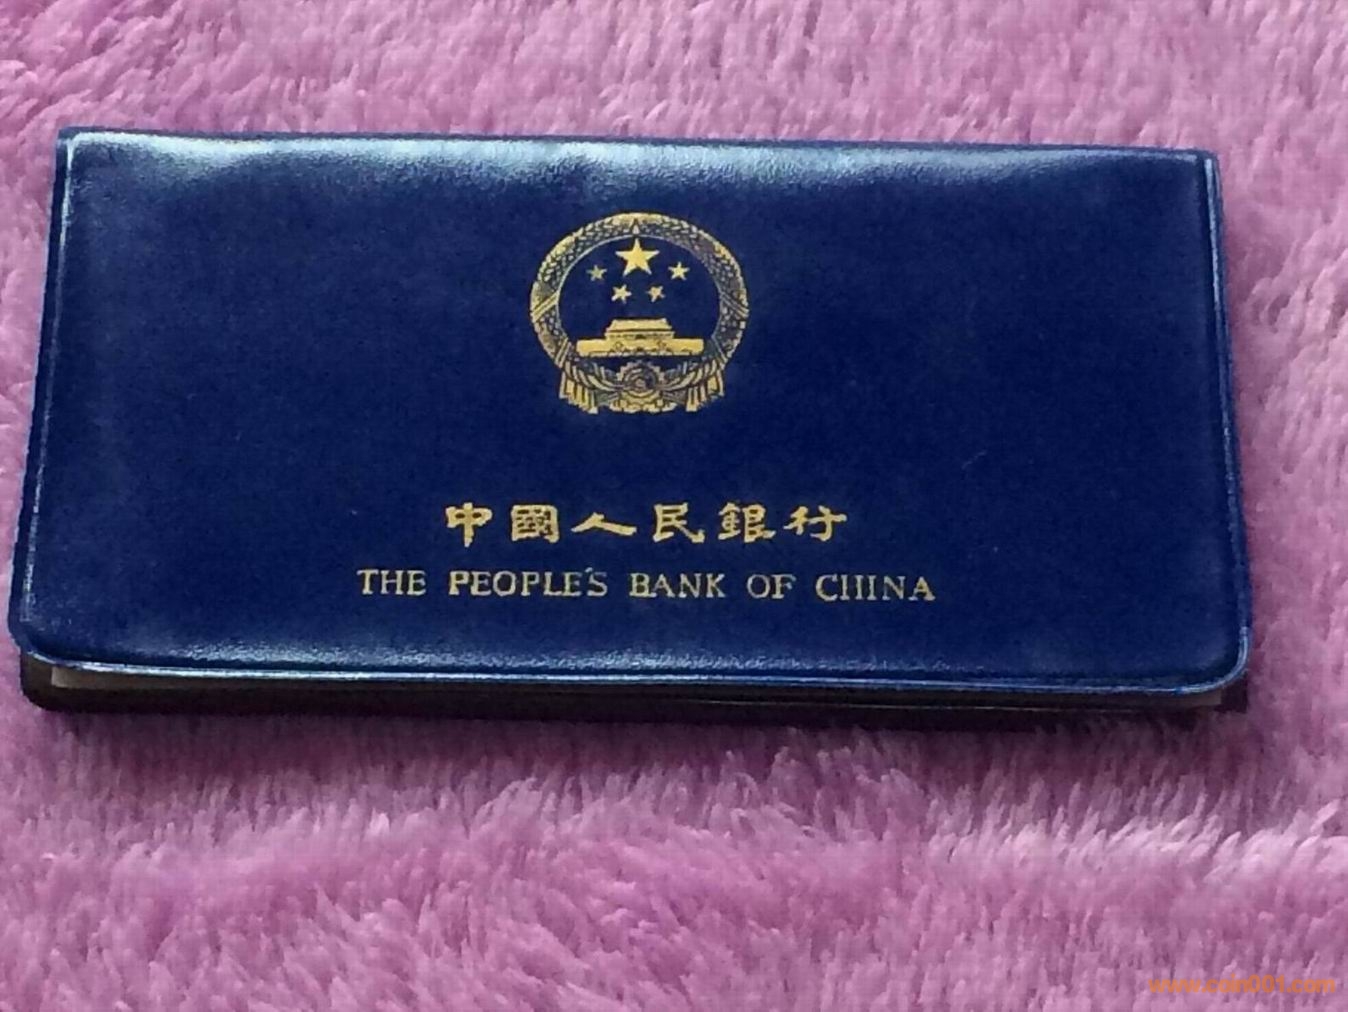 中國人民銀行
THE PEOPLE'S BANK OF CHINA
www.coin001.com